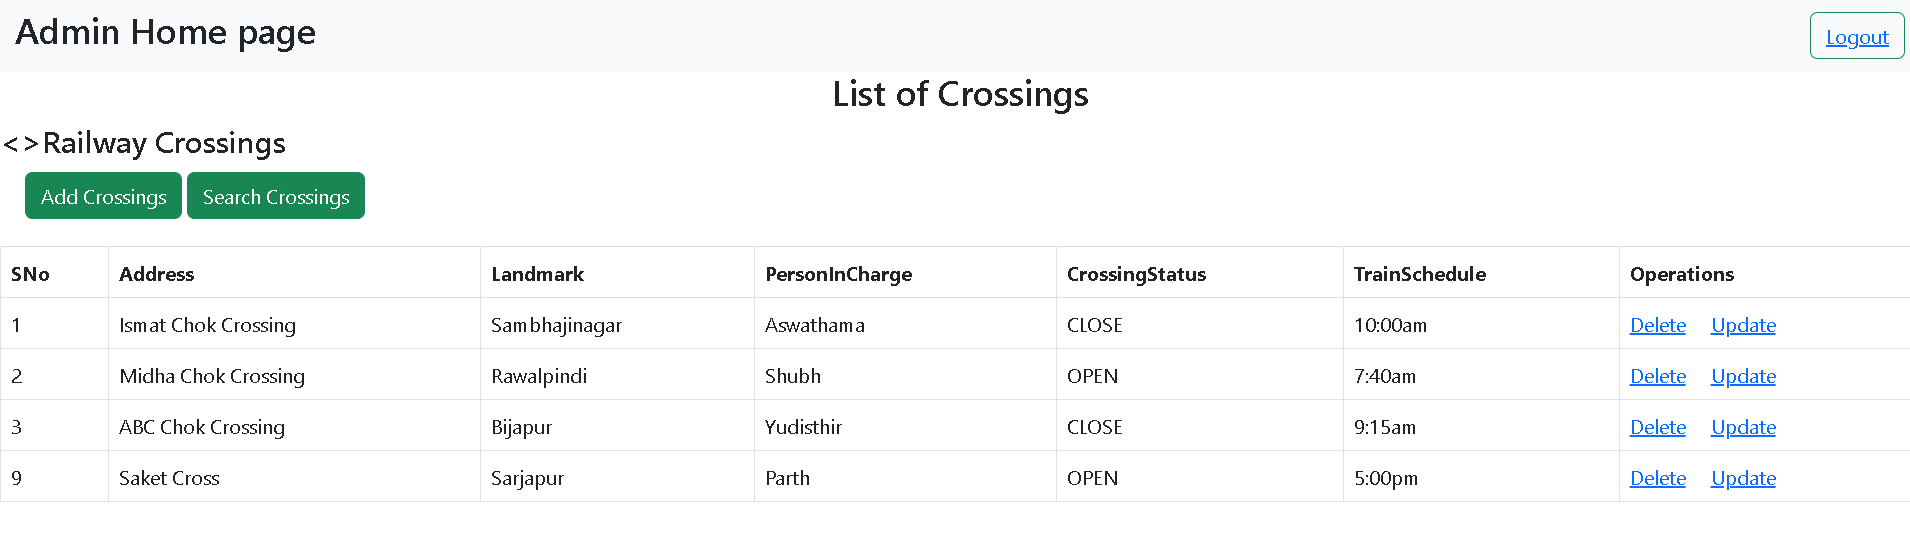 Admin Home page
Logout
List of Crossings
<>Railway Crossings
Add Crossings Search Crossings
SNo Address Landmark PersonInCharge CrossingStatus TrainSchedule Operations
1 Ismat Chok Crossing Sambhajinagar Aswathama CLOSE 10:00am Delete Update
2 Midha Chok Crossing Rawalpindi Shubh OPEN 7:40am Delete Update
3 ABC Chok Crossing Bijapur Yudisthir CLOSE 9:15am Delete Update
9 Saket Cross Sarjapur Parth OPEN 5:00pm Delete Update